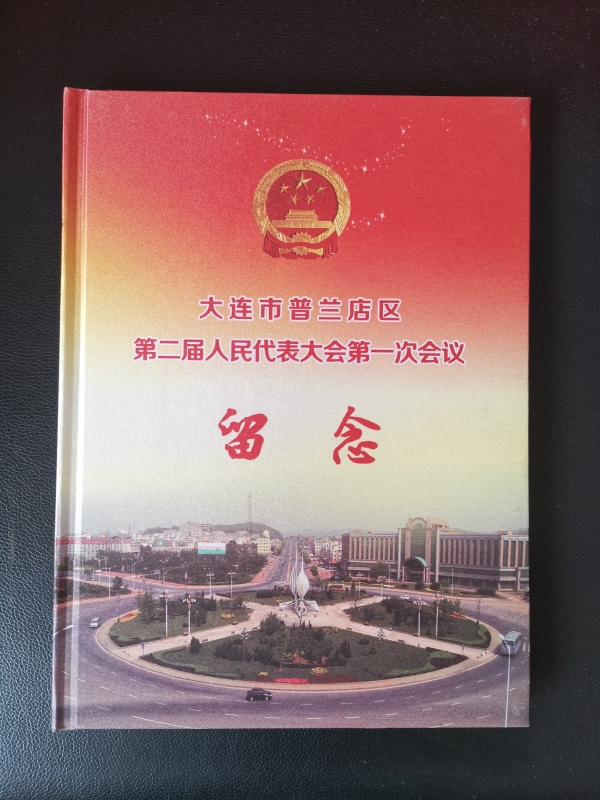 大连市普兰店区
第二届人民代表大会第一次会议
留念